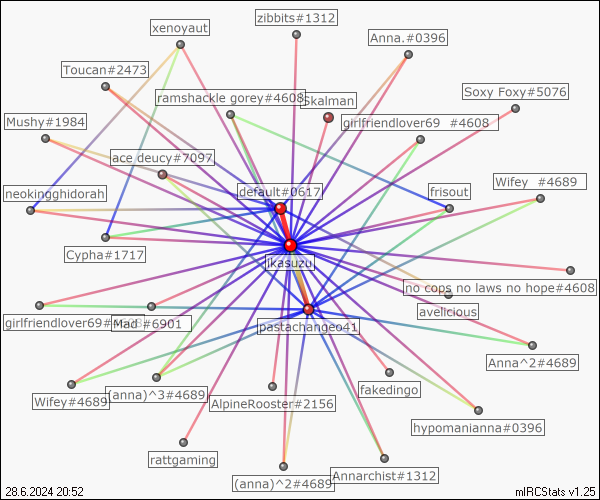 zibbits#1312
xenoyaut
Anna.#0396
Toucan#2473
Soxy Foxy#5076
ramshackle gorey#4608
Skalman
Mushy#1984
girlfriendlover69 #4608
ace deucy#7097
Wifey #4689
default#0617
frisout
neokingghidorah
Cypha#1717
jkasuzu
no cops no laws no hope#4608
avelicious
girlfriendlover69#
Mad #6901
pastachangeo41
Anna^2#4689
Wifey#4689
(anna)^3#4689
AlpineRooster#2156
fakedingo
hypomanianna#0396
rattgaming
(anna)^2#4689
Annarchist#1312
28.6.2024 20:52
mIRCStats v1.25